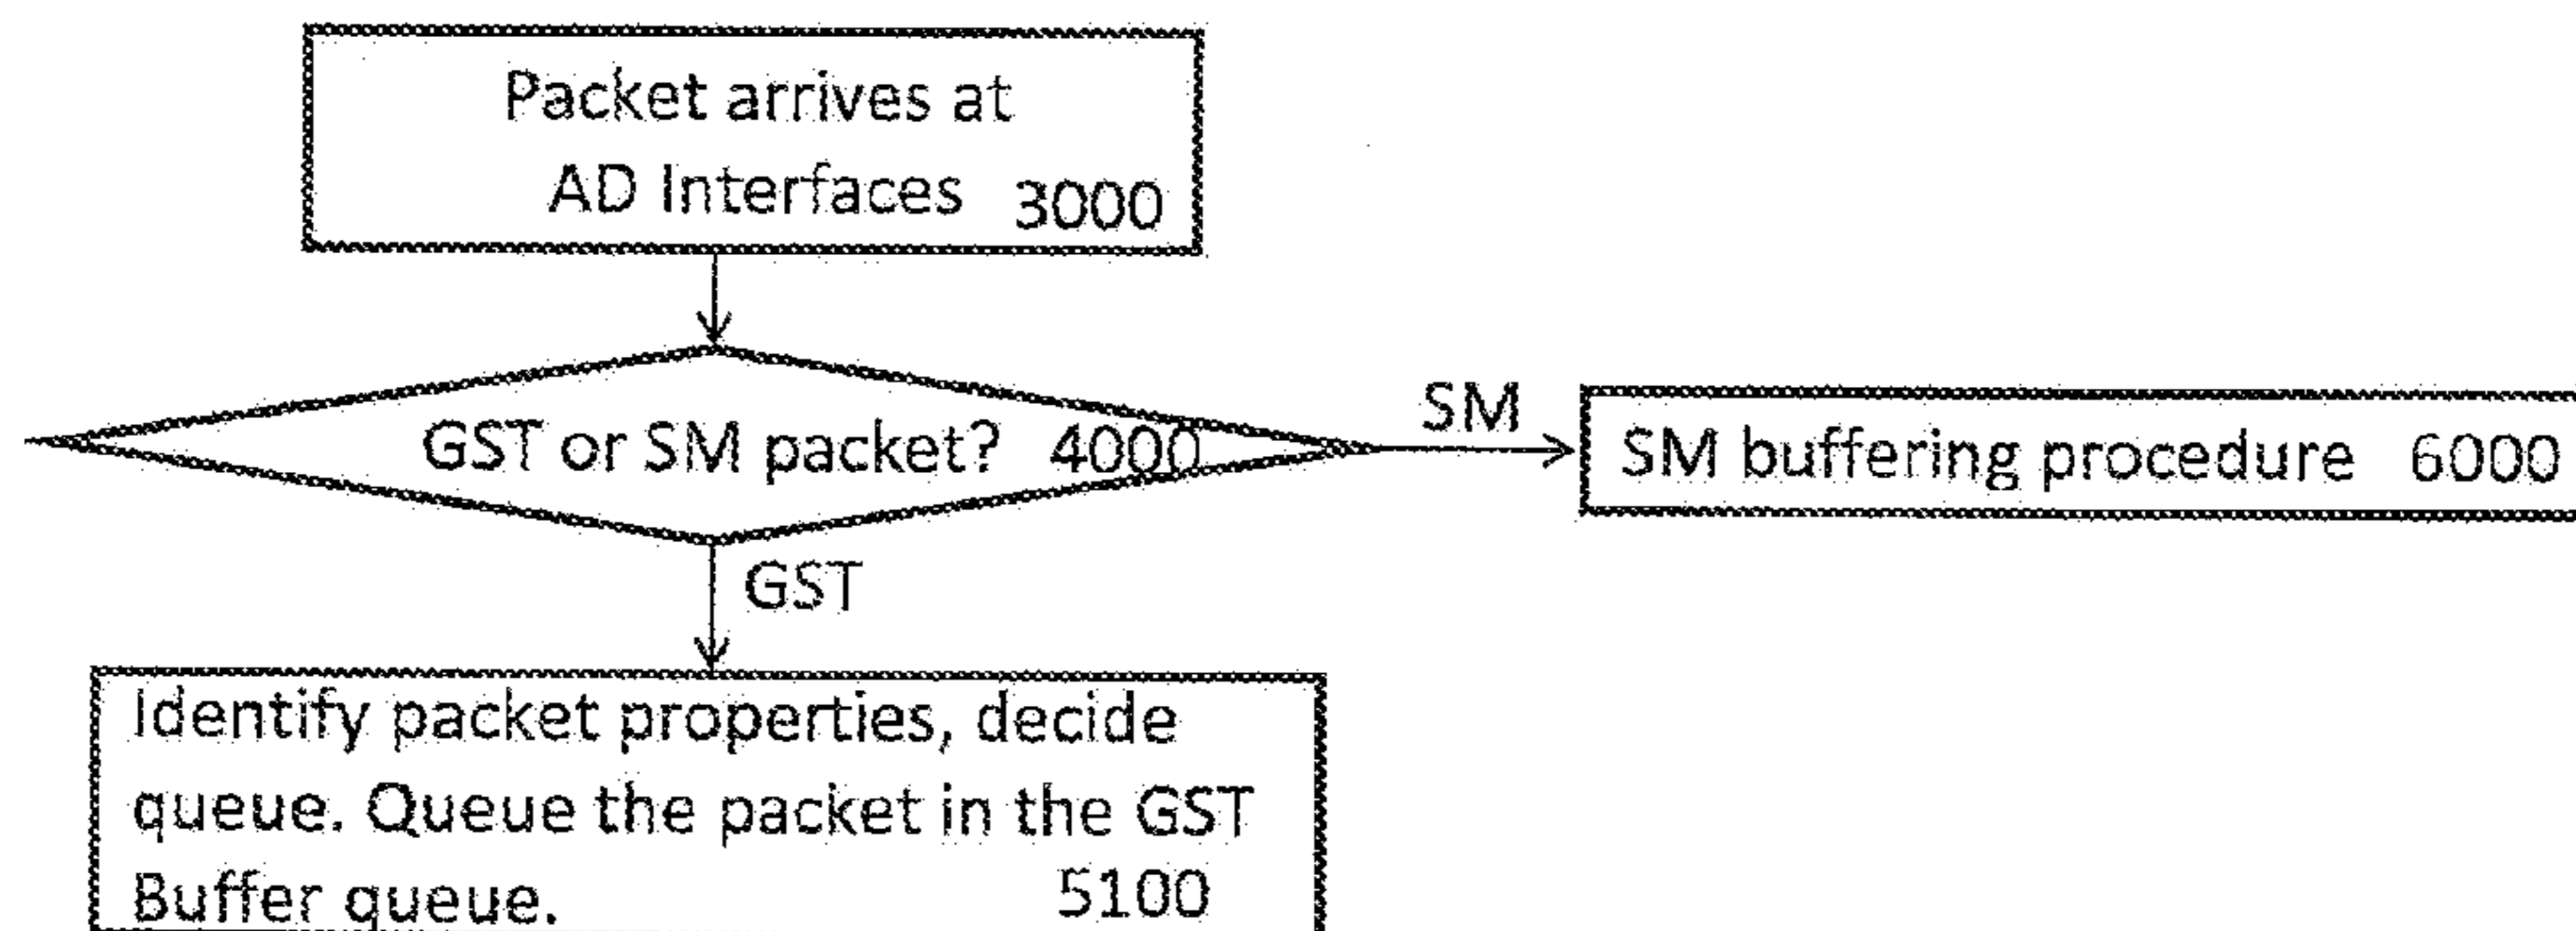 Packet arrives at
AD Interfaces 3000
GST or SM packet? 4000
SM
SM buffering procedure 6000
GST
Identify packet properties, decide
queue. Queue the packet in the GST
Buffer queue. 5100